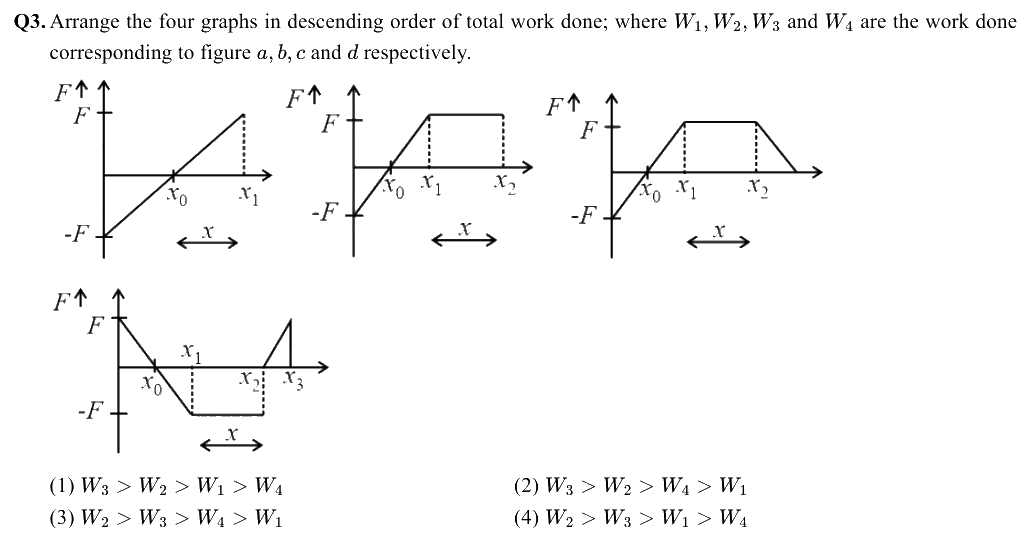 Q3. Arrange the four graphs in descending order of total work done; where W₁, W₂, W₃ and W₄ are the work done
corresponding to figure a, b, c and d respectively.
F↑
F
x₀
x₁
-F
x
F↑
F
x₀
x₁
x₂
-F
x
F↑
F
x₀
x₁
x₂
-F
x
F↑
F
x₁
x₀
x₂
x₃
-F
x
(1) W₃ > W₂ > W₁ > W₄
(2) W₃ > W₂ > W₄ > W₁
(3) W₂ > W₃ > W₄ > W₁
(4) W₂ > W₃ > W₁ > W₄